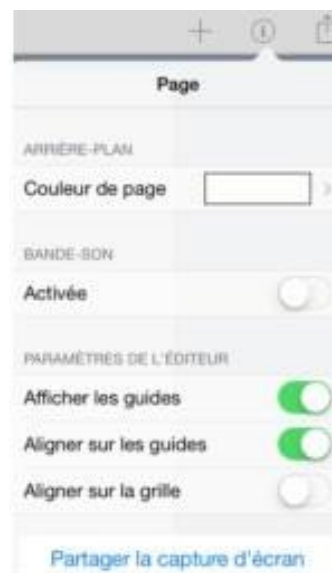 Page
ARRIÈRE-PLAN
Couleur de page
BANDE-SON
Activée
PARAMÈTRES DE L'ÉDITEUR
Afficher les guides
Aligner sur les guides
Aligner sur la grille
Partager la capture d'écran